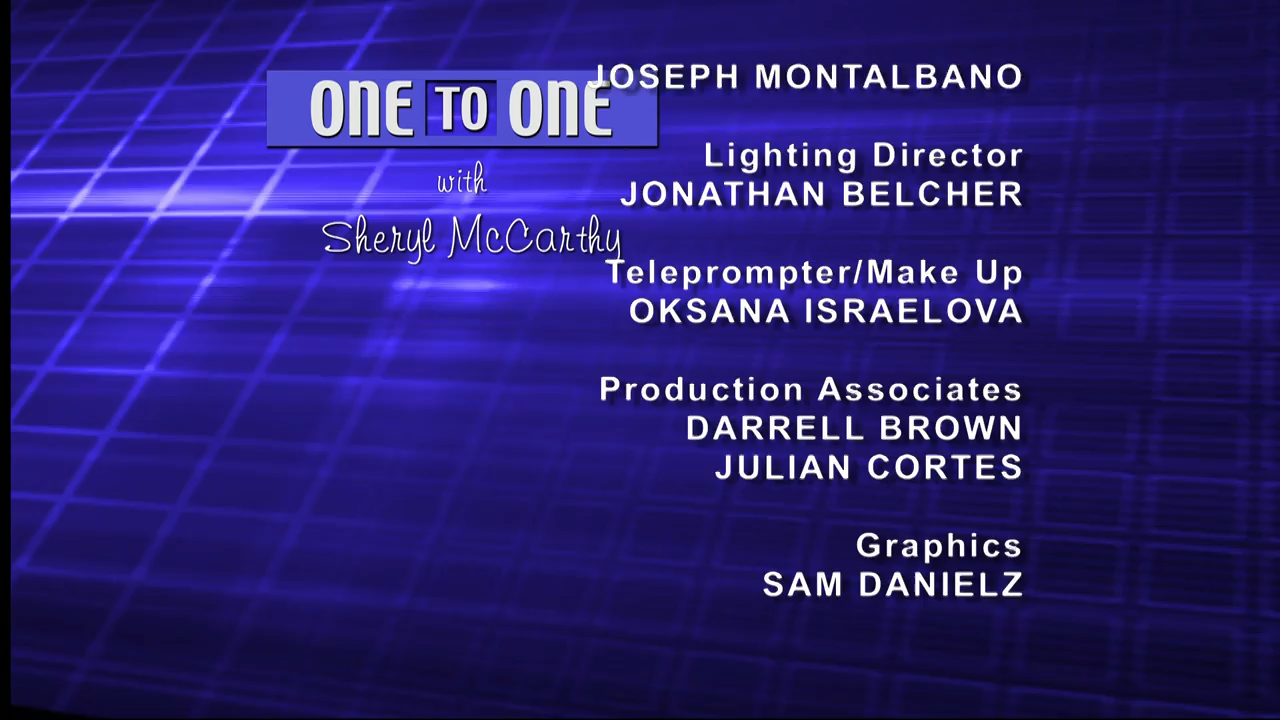 ONE TO ONE
with
Sheryl McCarthy
JOSEPH MONTALBANO
Lighting Director
JONATHAN BELCHER
Teleprompter/Make Up
OKSANA ISRAELOVA
Production Associates
DARRELL BROWN
JULIAN CORTES
Graphics
SAM DANIELZ